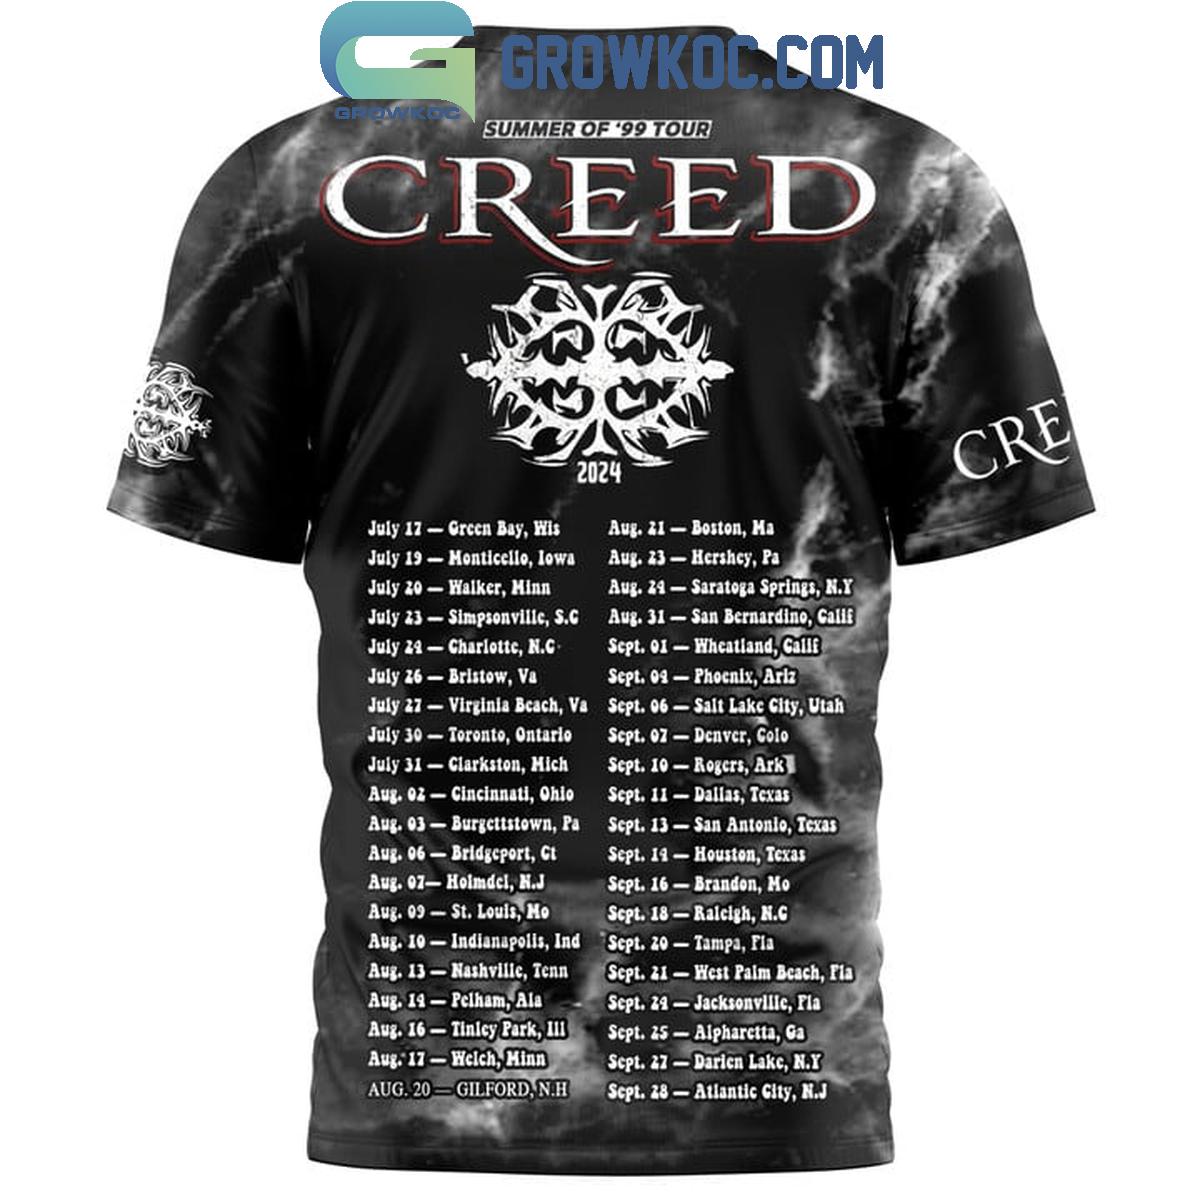 GROWKOC
GROWKOC.COM
SUMMER OF '99 TOUR
CREED
2024
CREE
July 17 — Green Bay, Wis
July 19 — Monticello, Iowa
July 20 — Walker, Minn
July 23 — Simpsonville, S.C
July 24 — Charlotte, N.C
July 26 — Bristow, Va
July 27 — Virginia Beach, Va
July 30 — Toronto, Ontario
July 31 — Clarkston, Mich
Aug. 02 — Cincinnati, Ohio
Aug. 03 — Burgettstown, Pa
Aug. 06 — Bridgeport, Ct
Aug. 07— Holmdel, N.J
Aug. 09 — St. Louis, Mo
Aug. 10 — Indianapolis, Ind
Aug. 13 — Nashville, Tenn
Aug. 14 — Pelham, Ala
Aug. 16 — Tinley Park, Ill
Aug. 17 — Welch, Minn
AUG. 20 — GILFORD, N.H
Aug. 21 — Boston, Ma
Aug. 23 — Hershey, Pa
Aug. 24 — Saratoga Springs, N.Y
Aug. 31 — San Bernardino, Calif
Sept. 01 — Wheatland, Calif
Sept. 04 — Phoenix, Ariz
Sept. 06 — Salt Lake City, Utah
Sept. 07 — Denver, Colo
Sept. 10 — Rogers, Ark
Sept. 11 — Dallas, Texas
Sept. 13 — San Antonio, Texas
Sept. 14 — Houston, Texas
Sept. 16 — Brandon, Mo
Sept. 18 — Raleigh, N.C
Sept. 20 — Tampa, Fla
Sept. 21 — West Palm Beach, Fla
Sept. 24 — Jacksonville, Fla
Sept. 25 — Alpharetta, Ga
Sept. 27 — Darien Lake, N.Y
Sept. 28 — Atlantic City, N.J